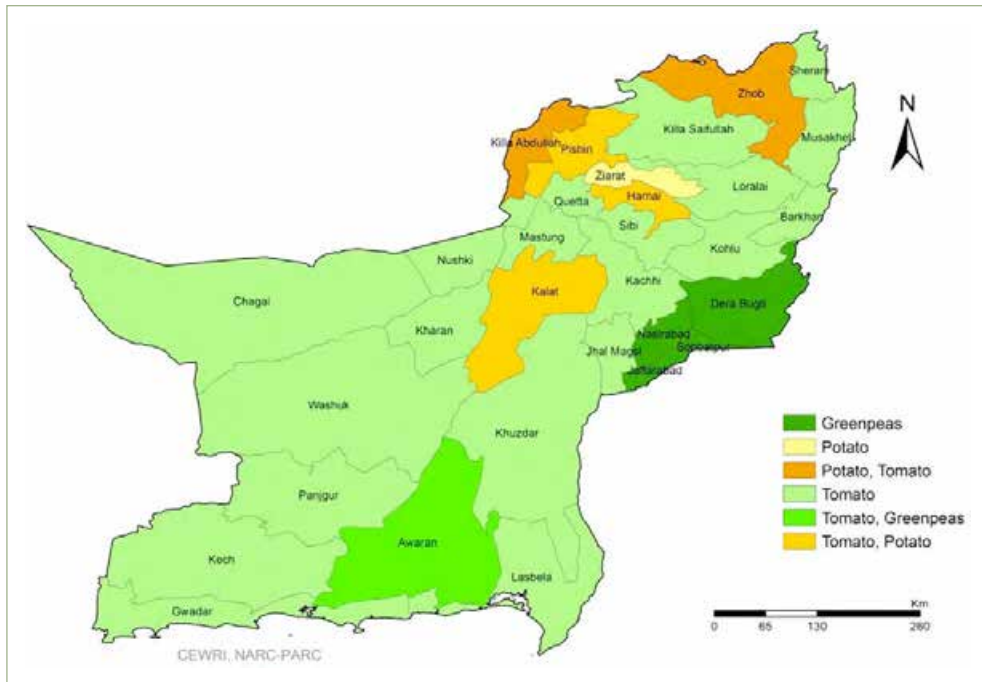 Sherani
Zhob
N
Killa Saifullah
Musakhel
Killa Abdullah
Pishin
Ziarat
Loralai
Harnai
Quetta
Barkhan
Sibi
Mastung
Kohlu
Nushki
Kachhi
Chagai
Kalat
Dera Bugti
Kharan
Nasirabad
Sohbatpur
Jhal Magsi
Jaffarabad
Washuk
Khuzdar
Greenpeas
Potato
Potato, Tomato
Tomato
Tomato, Greenpeas
Tomato, Potato
Panjgur
Awaran
Kech
Lasbela
Gwadar
Km
0 65 130 260
CEWRI, NARC-PARC